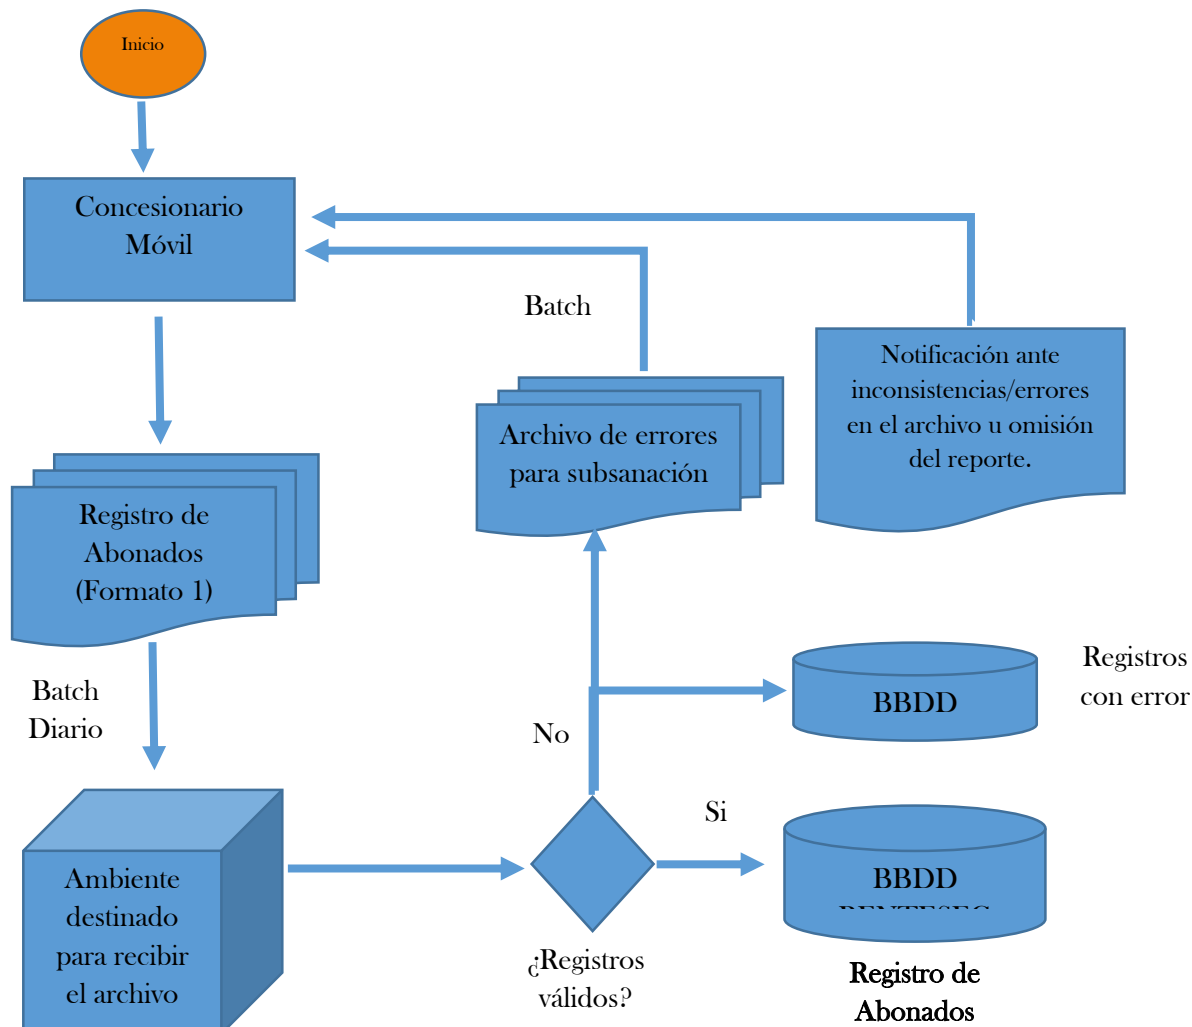 Inicio
Concesionario
Móvil
Batch
Notificación ante
inconsistencias/errores
en el archivo u omisión
del reporte.
Archivo de errores
para subsanación
Registro de
Abonados
(Formato 1)
Batch
Diario
Registros
con error
BBDD
No
Si
Ambiente
destinado
para recibir
el archivo
BBDD
¿Registros
válidos?
Registro de
Abonados